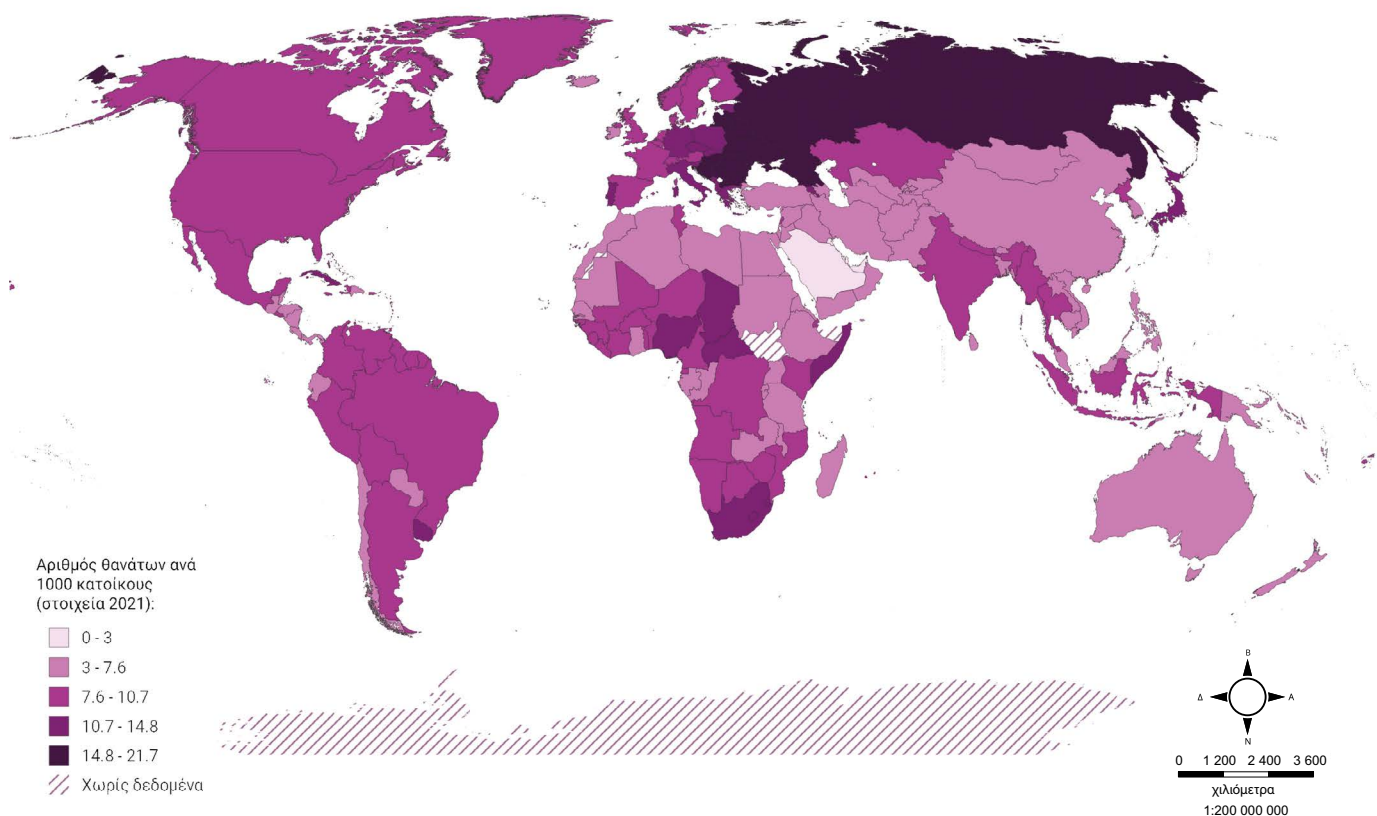 Αριθμός θανάτων ανά
1000 κατοίκους
(στοιχεία 2021):
0 - 3
3 - 7.6
7.6 - 10.7
10.7 - 14.8
14.8 - 21.7
Χωρίς δεδομένα
Β
Δ Α
Ν
0 1 200 2 400 3 600
χιλιόμετρα
1:200 000 000